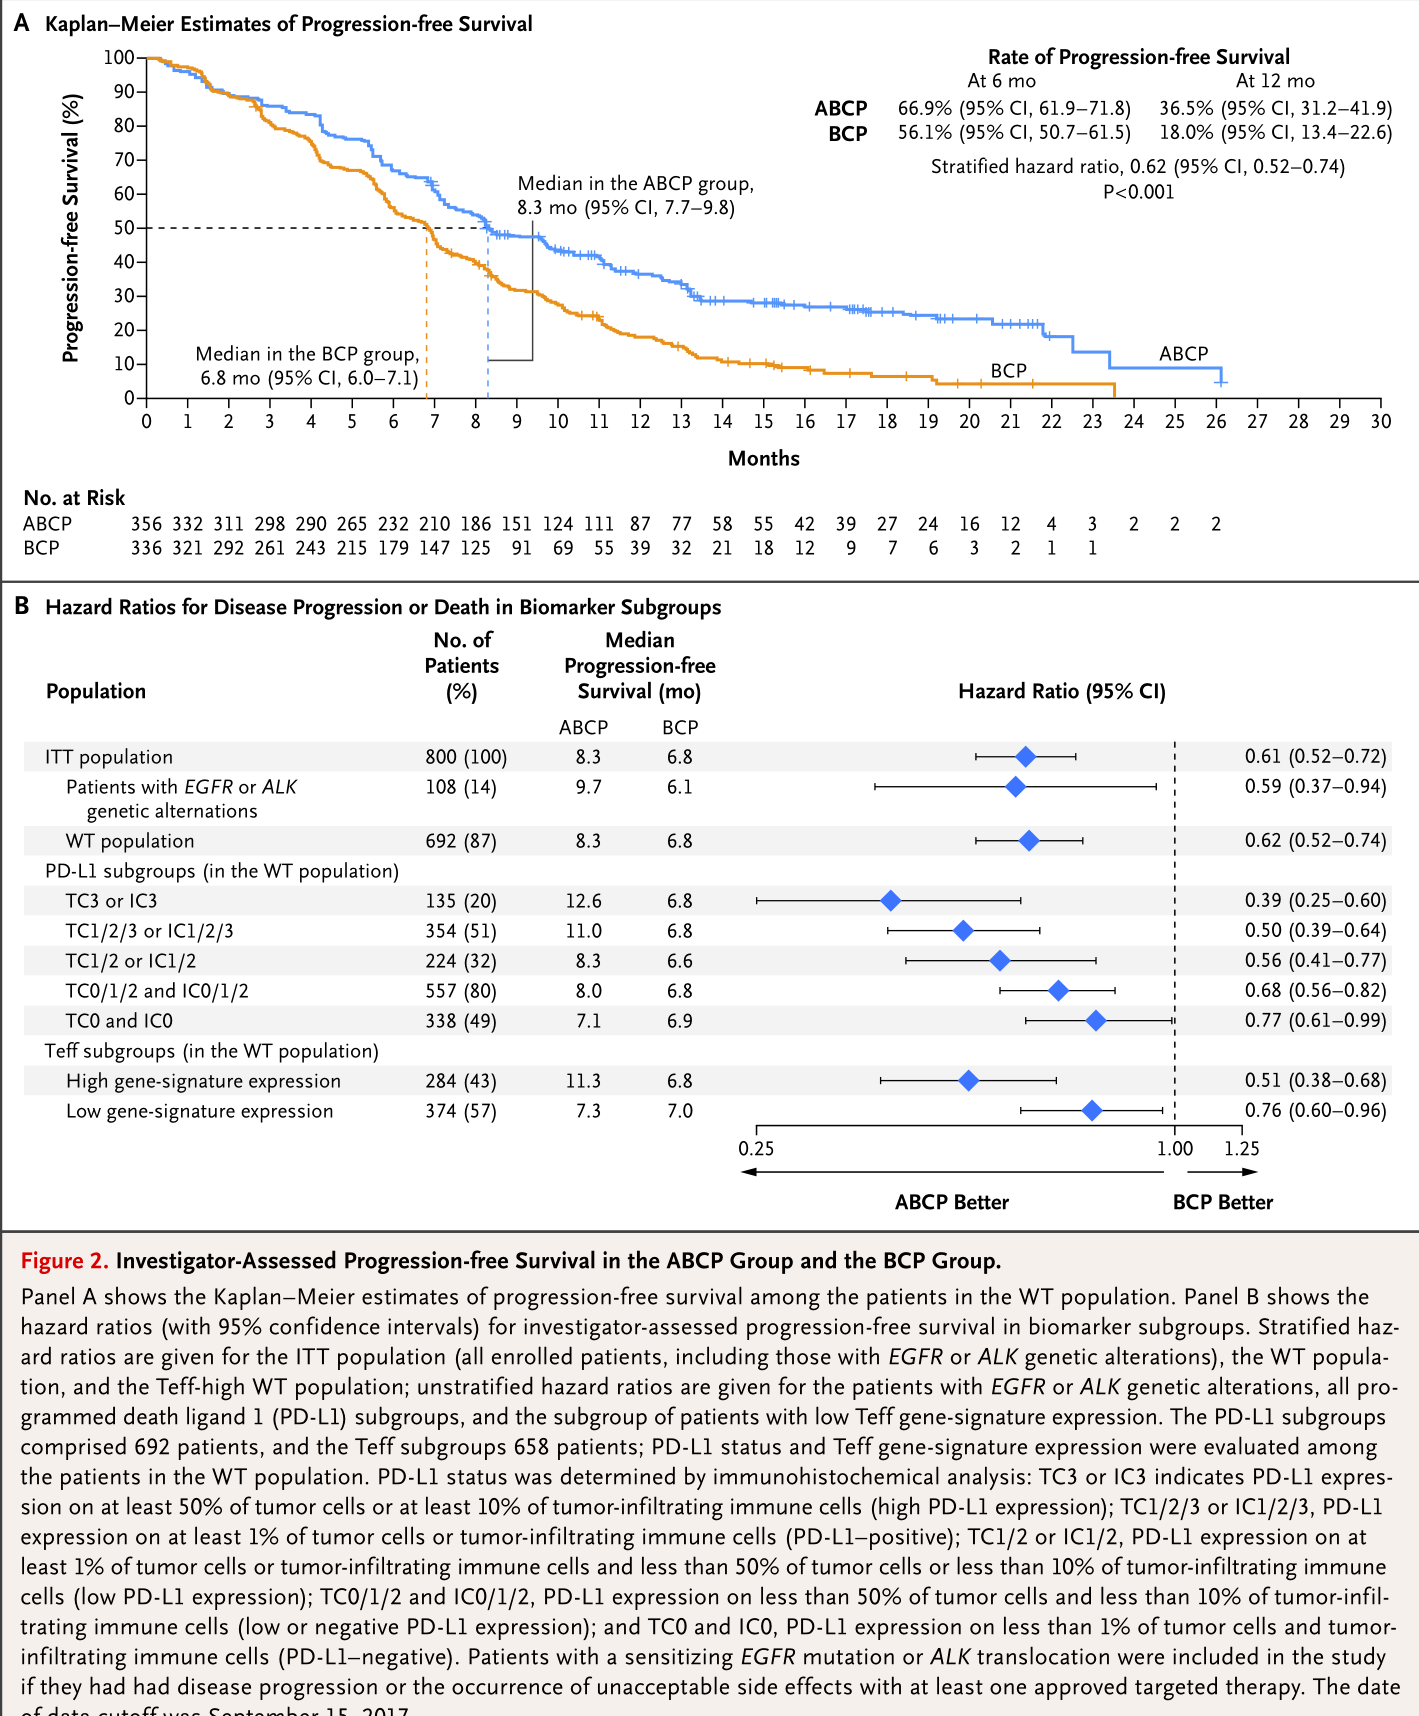 A Kaplan–Meier Estimates of Progression-free Survival
Progression-free Survival (%)
100
90
80
70
60
50
40
30
20
10
0
Rate of Progression-free Survival
At 6 mo At 12 mo
ABCP 66.9% (95% CI, 61.9–71.8) 36.5% (95% CI, 31.2–41.9)
BCP 56.1% (95% CI, 50.7–61.5) 18.0% (95% CI, 13.4–22.6)
Stratified hazard ratio, 0.62 (95% CI, 0.52–0.74)
P<0.001
Median in the ABCP group,
8.3 mo (95% CI, 7.7–9.8)
Median in the BCP group,
6.8 mo (95% CI, 6.0–7.1)
ABCP
BCP
0 1 2 3 4 5 6 7 8 9 10 11 12 13 14 15 16 17 18 19 20 21 22 23 24 25 26 27 28 29 30
Months
No. at Risk
ABCP 356 332 311 298 290 265 232 210 186 151 124 111 87 77 58 55 42 39 27 24 16 12 4 3 2 2 2
BCP 336 321 292 261 243 215 179 147 125 91 69 55 39 32 21 18 12 9 7 6 3 2 1 1
B Hazard Ratios for Disease Progression or Death in Biomarker Subgroups
Population
No. of
Patients
(%)
Median
Progression-free
Survival (mo)
Hazard Ratio (95% CI)
ABCP BCP
ITT population 800 (100) 8.3 6.8 0.61 (0.52–0.72)
Patients with EGFR or ALK 108 (14) 9.7 6.1 0.59 (0.37–0.94)
genetic alternations
WT population 692 (87) 8.3 6.8 0.62 (0.52–0.74)
PD-L1 subgroups (in the WT population)
TC3 or IC3 135 (20) 12.6 6.8 0.39 (0.25–0.60)
TC1/2/3 or IC1/2/3 354 (51) 11.0 6.8 0.50 (0.39–0.64)
TC1/2 or IC1/2 224 (32) 8.3 6.6 0.56 (0.41–0.77)
TC0/1/2 and IC0/1/2 557 (80) 8.0 6.8 0.68 (0.56–0.82)
TC0 and IC0 338 (49) 7.1 6.9 0.77 (0.61–0.99)
Teff subgroups (in the WT population)
High gene-signature expression 284 (43) 11.3 6.8 0.51 (0.38–0.68)
Low gene-signature expression 374 (57) 7.3 7.0 0.76 (0.60–0.96)
0.25 1.00 1.25
ABCP Better BCP Better
Figure 2. Investigator-Assessed Progression-free Survival in the ABCP Group and the BCP Group.
Panel A shows the Kaplan–Meier estimates of progression-free survival among the patients in the WT population. Panel B shows the
hazard ratios (with 95% confidence intervals) for investigator-assessed progression-free survival in biomarker subgroups. Stratified haz-
ard ratios are given for the ITT population (all enrolled patients, including those with EGFR or ALK genetic alterations), the WT popula-
tion, and the Teff-high WT population; unstratified hazard ratios are given for the patients with EGFR or ALK genetic alterations, all pro-
grammed death ligand 1 (PD-L1) subgroups, and the subgroup of patients with low Teff gene-signature expression. The PD-L1 subgroups
comprised 692 patients, and the Teff subgroups 658 patients; PD-L1 status and Teff gene-signature expression were evaluated among
the patients in the WT population. PD-L1 status was determined by immunohistochemical analysis: TC3 or IC3 indicates PD-L1 expres-
sion on at least 50% of tumor cells or at least 10% of tumor-infiltrating immune cells (high PD-L1 expression); TC1/2/3 or IC1/2/3, PD-L1
expression on at least 1% of tumor cells or tumor-infiltrating immune cells (PD-L1–positive); TC1/2 or IC1/2, PD-L1 expression on at
least 1% of tumor cells or tumor-infiltrating immune cells and less than 50% of tumor cells or less than 10% of tumor-infiltrating immune
cells (low PD-L1 expression); TC0/1/2 and IC0/1/2, PD-L1 expression on less than 50% of tumor cells and less than 10% of tumor-infil-
trating immune cells (low or negative PD-L1 expression); and TC0 and IC0, PD-L1 expression on less than 1% of tumor cells and tumor-
infiltrating immune cells (PD-L1–negative). Patients with a sensitizing EGFR mutation or ALK translocation were included in the study
if they had had disease progression or the occurrence of unacceptable side effects with at least one approved targeted therapy. The date
of data cutoff was September 15, 2017.